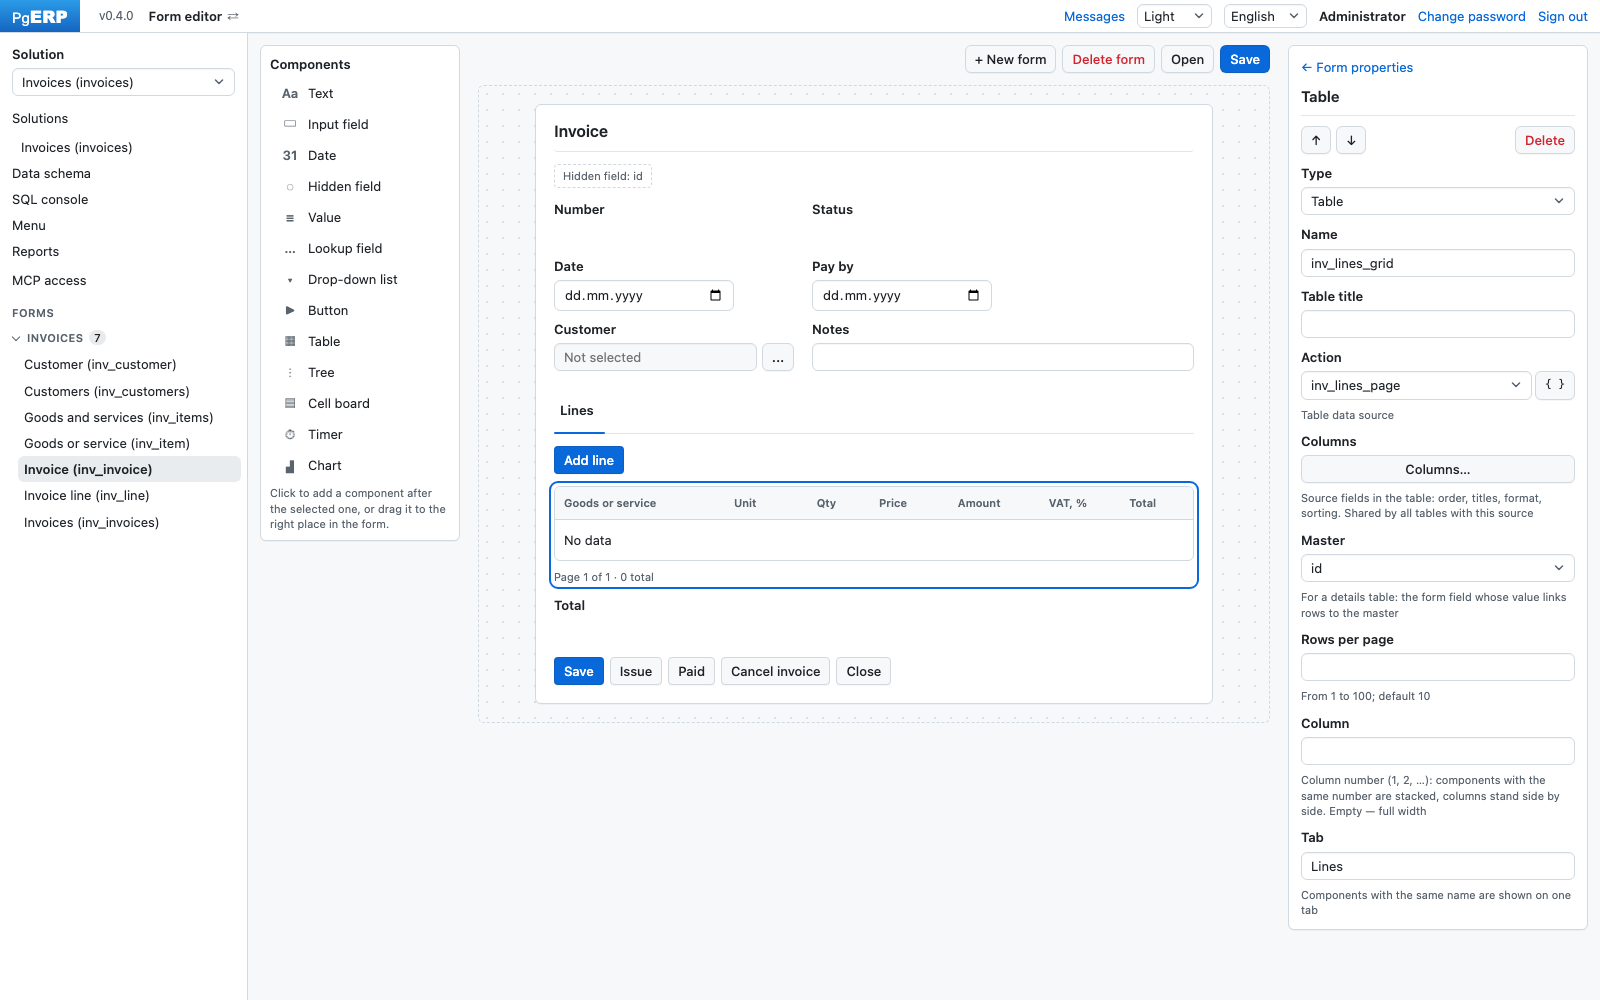 PgERP
v0.4.0
Form editor
Messages
Light
English
Administrator
Change password
Sign out
Solution
Invoices (invoices)
Solutions
Invoices (invoices)
Data schema
SQL console
Menu
Reports
MCP access
FORMS
INVOICES 7
Customer (inv_customer)
Customers (inv_customers)
Goods and services (inv_items)
Goods or service (inv_item)
Invoice (inv_invoice)
Invoice line (inv_line)
Invoices (inv_invoices)
Components
Aa Text
Input field
31 Date
Hidden field
Value
... Lookup field
Drop-down list
Button
Table
Tree
Cell board
Timer
Chart
Click to add a component after
the selected one, or drag it to the
right place in the form.
+ New form
Delete form
Open
Save
Invoice
Hidden field: id
Number
Status
Date
Pay by
dd.mm.yyyy
dd.mm.yyyy
Customer
Notes
Not selected
...
Lines
Add line
Goods or service Unit Qty Price Amount VAT, % Total
No data
Page 1 of 1 · 0 total
Total
Save
Issue
Paid
Cancel invoice
Close
← Form properties
Table
↑
↓
Delete
Type
Table
Name
inv_lines_grid
Table title
Action
inv_lines_page
{ }
Table data source
Columns
Columns...
Source fields in the table: order, titles, format,
sorting. Shared by all tables with this source
Master
id
For a details table: the form field whose value links
rows to the master
Rows per page
From 1 to 100; default 10
Column
Column number (1, 2, ...): components with the
same number are stacked, columns stand side by
side. Empty — full width
Tab
Lines
Components with the same name are shown on one
tab